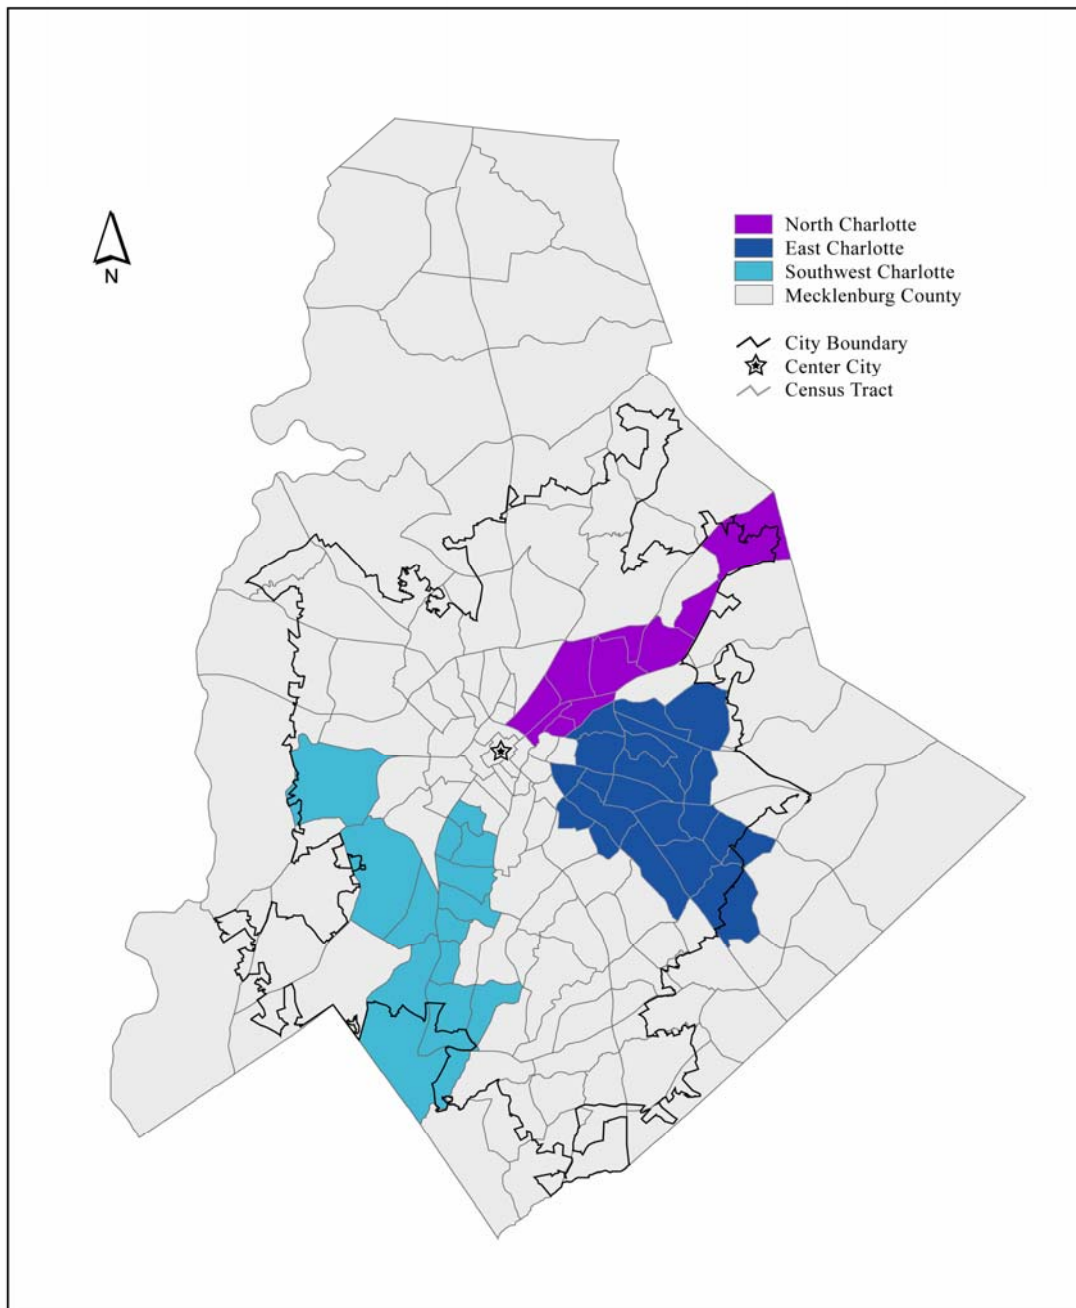 North Charlotte
East Charlotte
Southwest Charlotte
Mecklenburg County
City Boundary
Center City
Census Tract
N